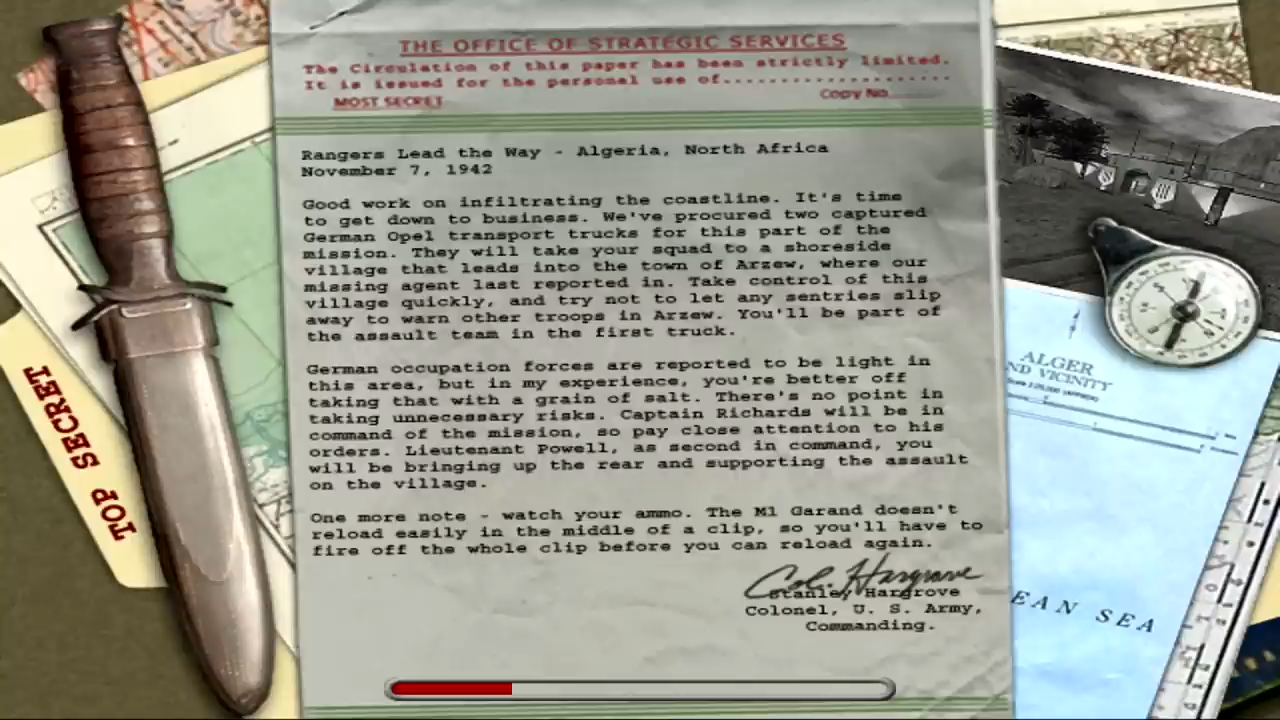 THE OFFICE OF STRATEGIC SERVICES
The Circulation of this paper has been strictly limited.
It is issued for the personal use of......................
MOST SECRET
Copy No.......
Rangers Lead the Way - Algeria, North Africa
November 7, 1942
Good work on infiltrating the coastline. It's time
to get down to business. We've procured two captured
German Opel transport trucks for this part of the
mission. They will take your squad to a shoreside
village that leads into the town of Arzew, where our
missing agent last reported in. Take control of this
village quickly, and try not to let any sentries slip
away to warn other troops in Arzew. You'll be part of
the assault team in the first truck.
German occupation forces are reported to be light in
this area, but in my experience, you're better off
taking that with a grain of salt. There's no point in
taking unnecessary risks. Captain Richards will be in
command of the mission, so pay close attention to his
orders. Lieutenant Powell, as second in command, you
will be bringing up the rear and supporting the assault
on the village.
One more note - watch your ammo. The M1 Garand doesn't
reload easily in the middle of a clip, so you'll have to
fire off the whole clip before you can reload again.
Col. Hargrave
Stanley Hargrove
Colonel, U. S. Army,
Commanding.
TOP SECRET
ALGER
ND VICINITY
EAN SEA